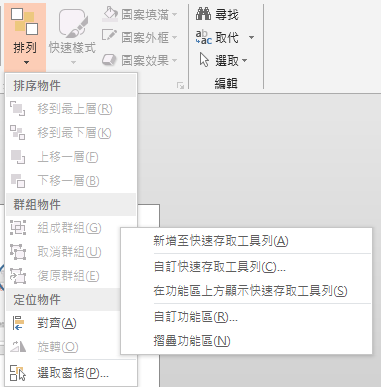 排列
快速樣式
圖案填滿
圖案外框
圖案效果
尋找
取代
選取
編輯
排序物件
移到最上層(R)
移到最下層(K)
上移一層(F)
下移一層(B)
群組物件
組成群組(G)
取消群組(U)
復原群組(E)
定位物件
對齊(A)
旋轉(O)
選取窗格(P)...
新增至快速存取工具列(A)
自訂快速存取工具列(C)...
在功能區上方顯示快速存取工具列(S)
自訂功能區(R)...
摺疊功能區(N)